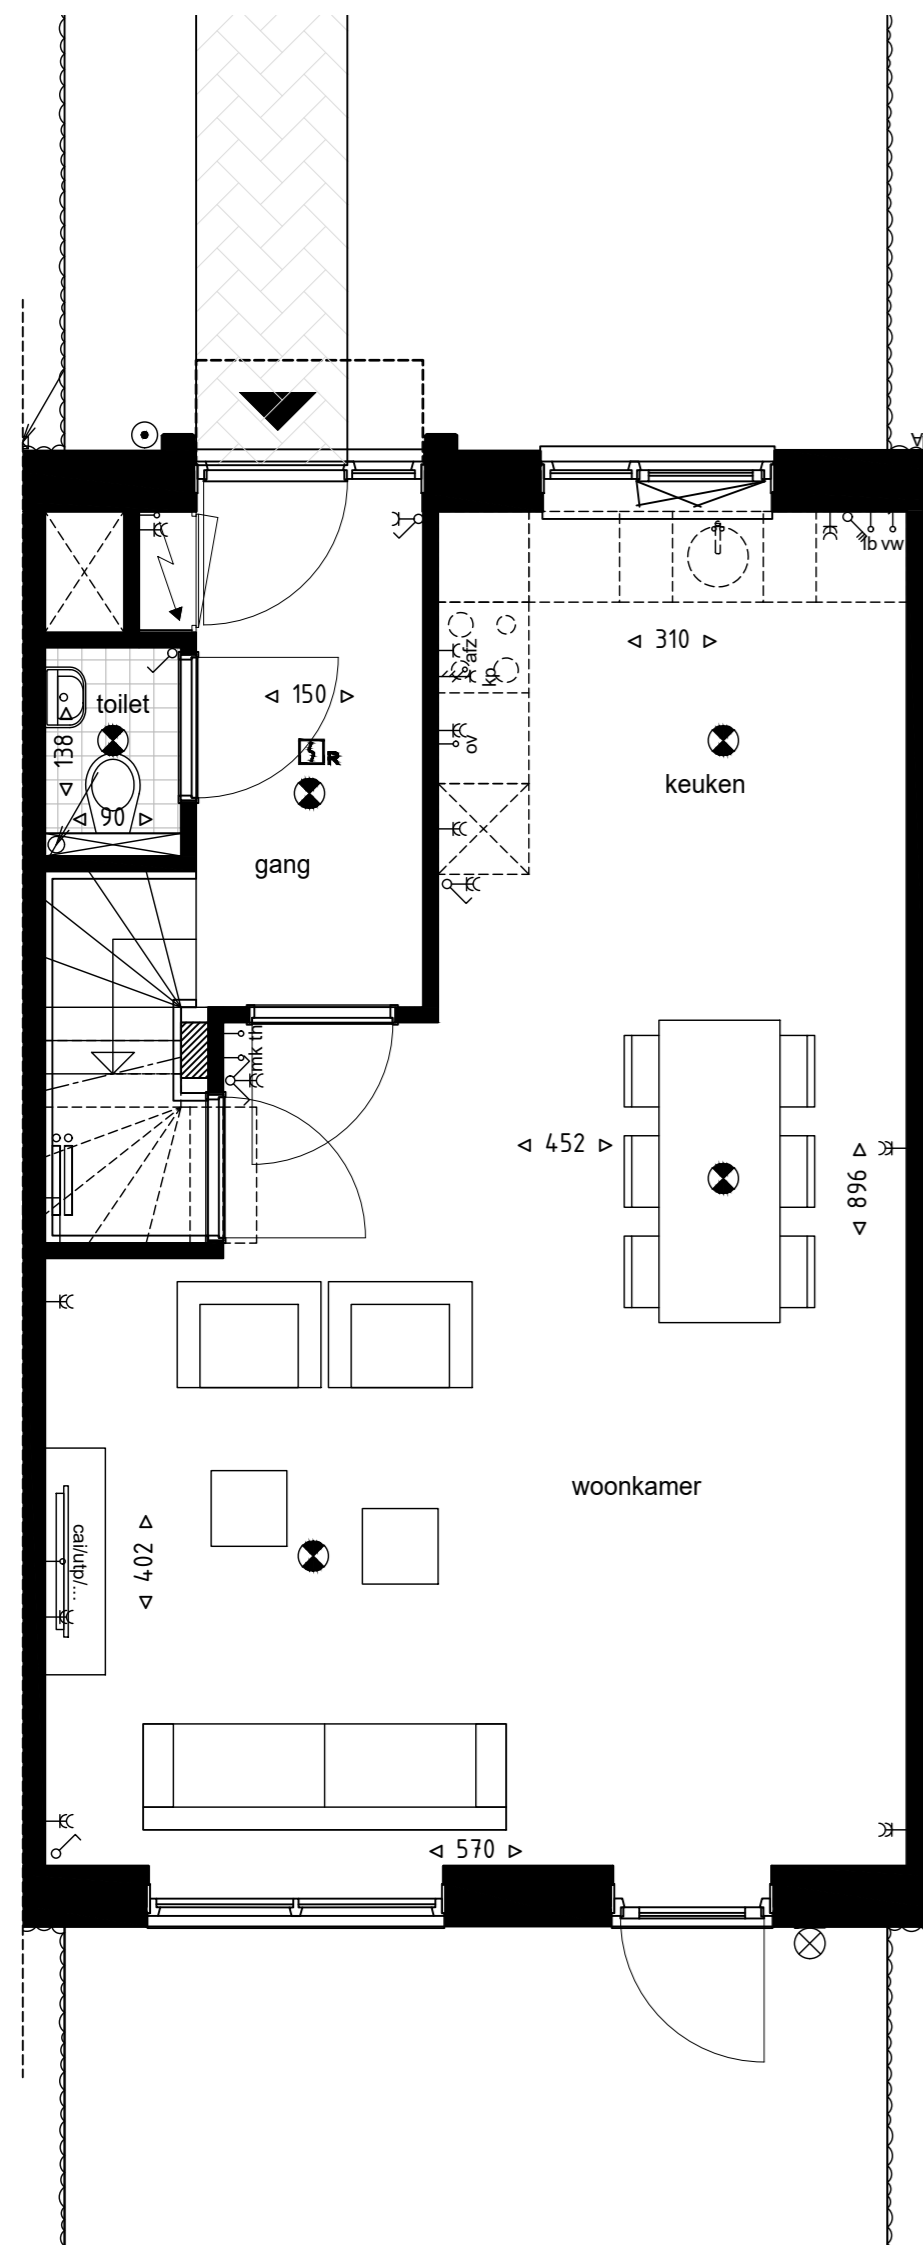 lb vw
310
afz
kp
toilet
150
138
R
ov
keuken
90
gang
mk th
452
896
woonkamer
cai/utp/...
402
570